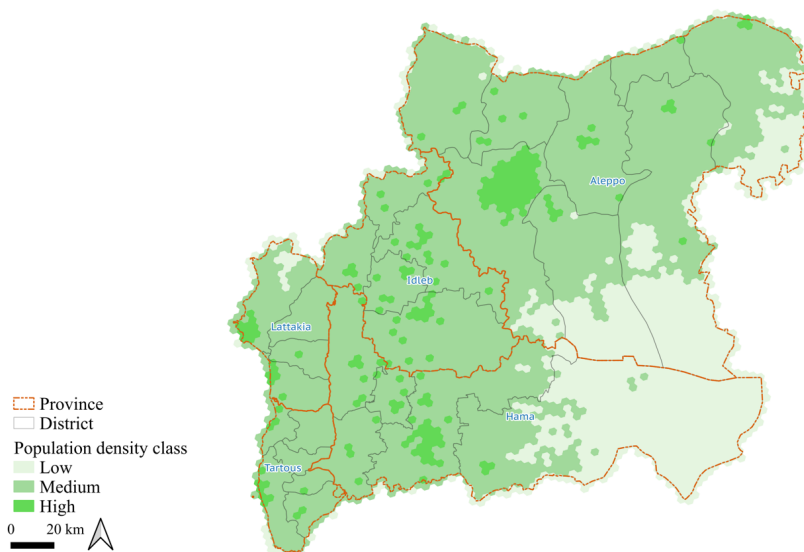 Aleppo
Idleb
Lattakia
Hama
Tartous
Province
District
Population density class
Low
Medium
High
0 20 km